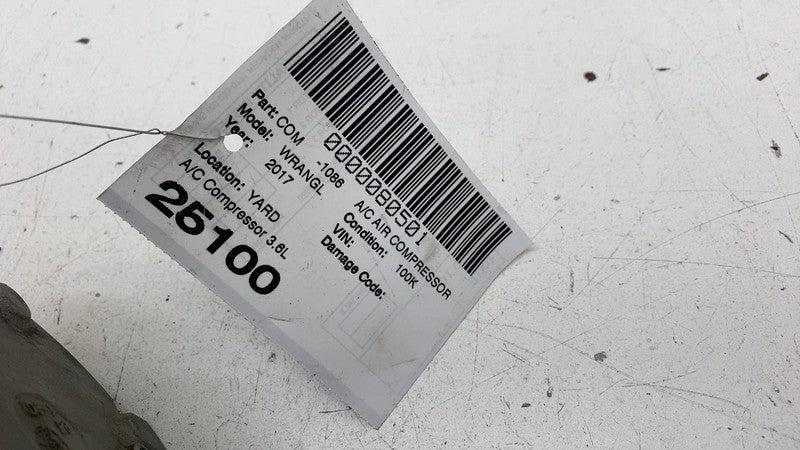 0000080501
Part: COM -1086 A/C AIR COMPRESSOR
Model: WRANGL Condition: 100K
Year: 2017 VIN:
Damage Code:
Location: YARD
A/C Compressor 3.6L
25100